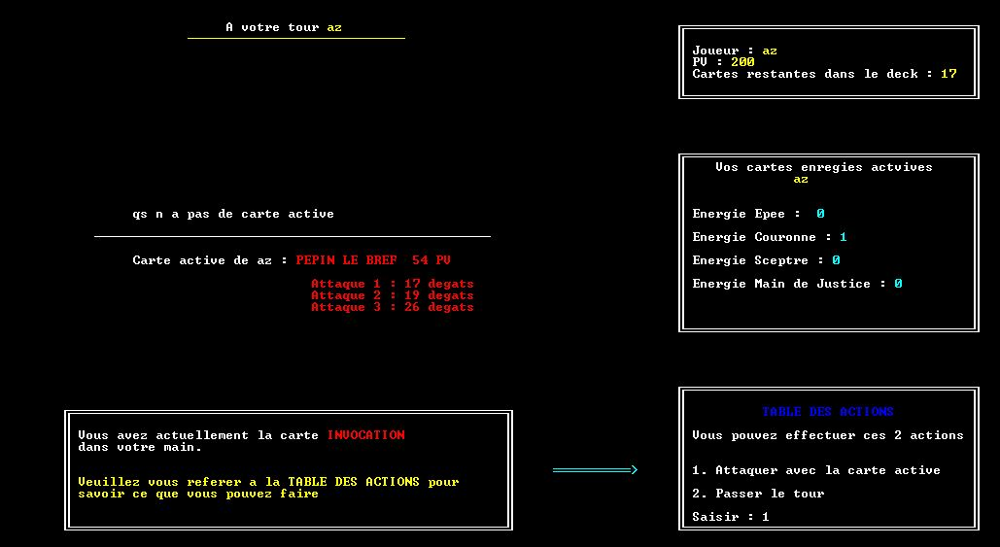 A votre tour az
Joueur : az
PV : 200
Cartes restantes dans le deck : 17
Vos cartes enregies actvives
az
Energie Epee : 0
Energie Couronne : 1
Energie Sceptre : 0
Energie Main de Justice : 0
qs n a pas de carte active
Carte active de az : PEPIN LE BREF 54 PV
Attaque 1 : 17 degats
Attaque 2 : 19 degats
Attaque 3 : 26 degats
Vous avez actuellement la carte INVOCATION
dans votre main.
Veuillez vous referer a la TABLE DES ACTIONS pour
savoir ce que vous pouvez faire
TABLE DES ACTIONS
Vous pouvez effectuer ces 2 actions
1. Attaquer avec la carte active
2. Passer le tour
Saisir : 1